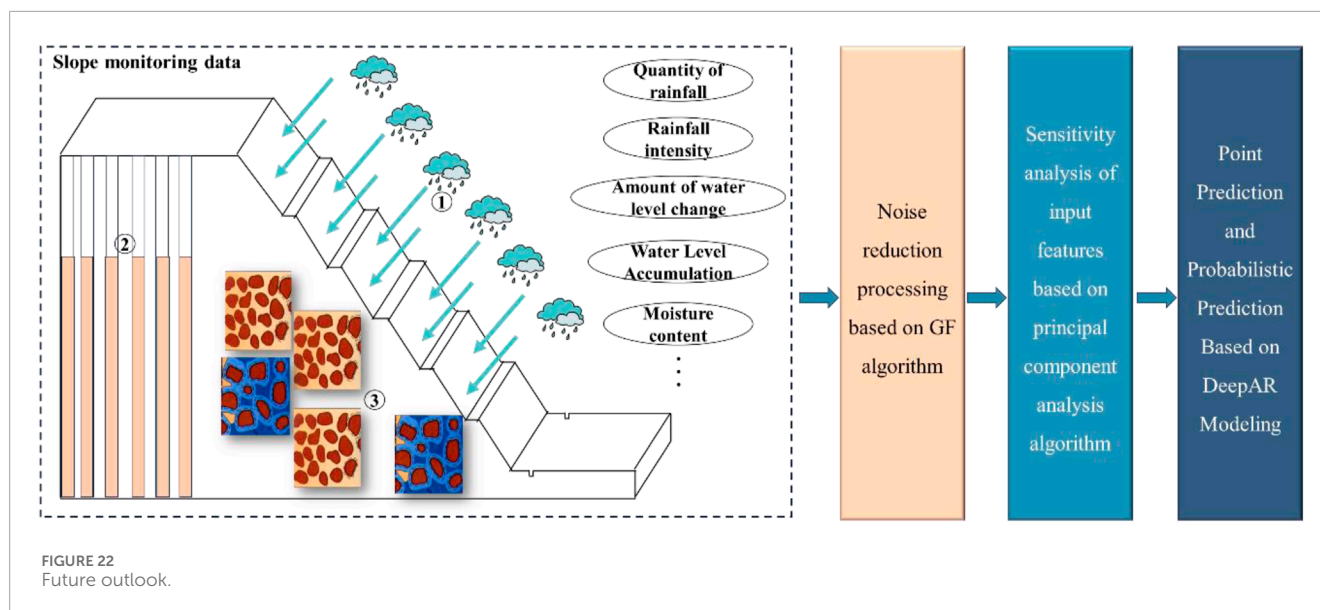 Slope monitoring data
①
②
③
Quantity of
rainfall
Rainfall
intensity
Amount of water
level change
Water Level
Accumulation
Moisture
content
Noise
reduction
processing
based on GF
algorithm
Sensitivity
analysis of
input
features
based on
principal
component
analysis
algorithm
Point
Prediction
and
Probabilistic
Prediction
Based on
DeepAR
Modeling
FIGURE 22
Future outlook.